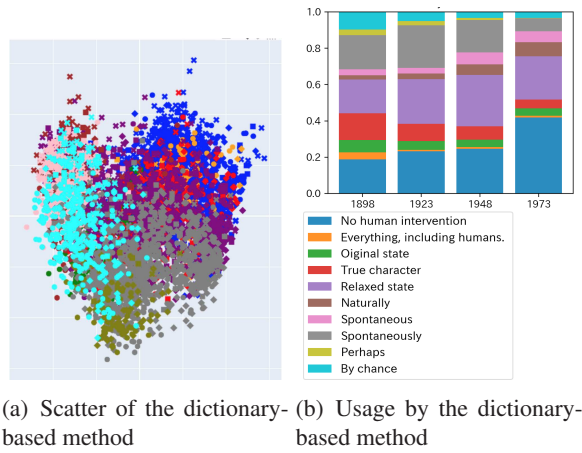 1.0
0.8
0.6
0.4
0.2
0.0
1898 1923 1948 1973
No human intervention
Everything, including humans.
Oiginal state
True character
Relaxed state
Naturally
Spontaneous
Spontaneously
Perhaps
By chance
(a) Scatter of the dictionary-based method
(b) Usage by the dictionary-based method